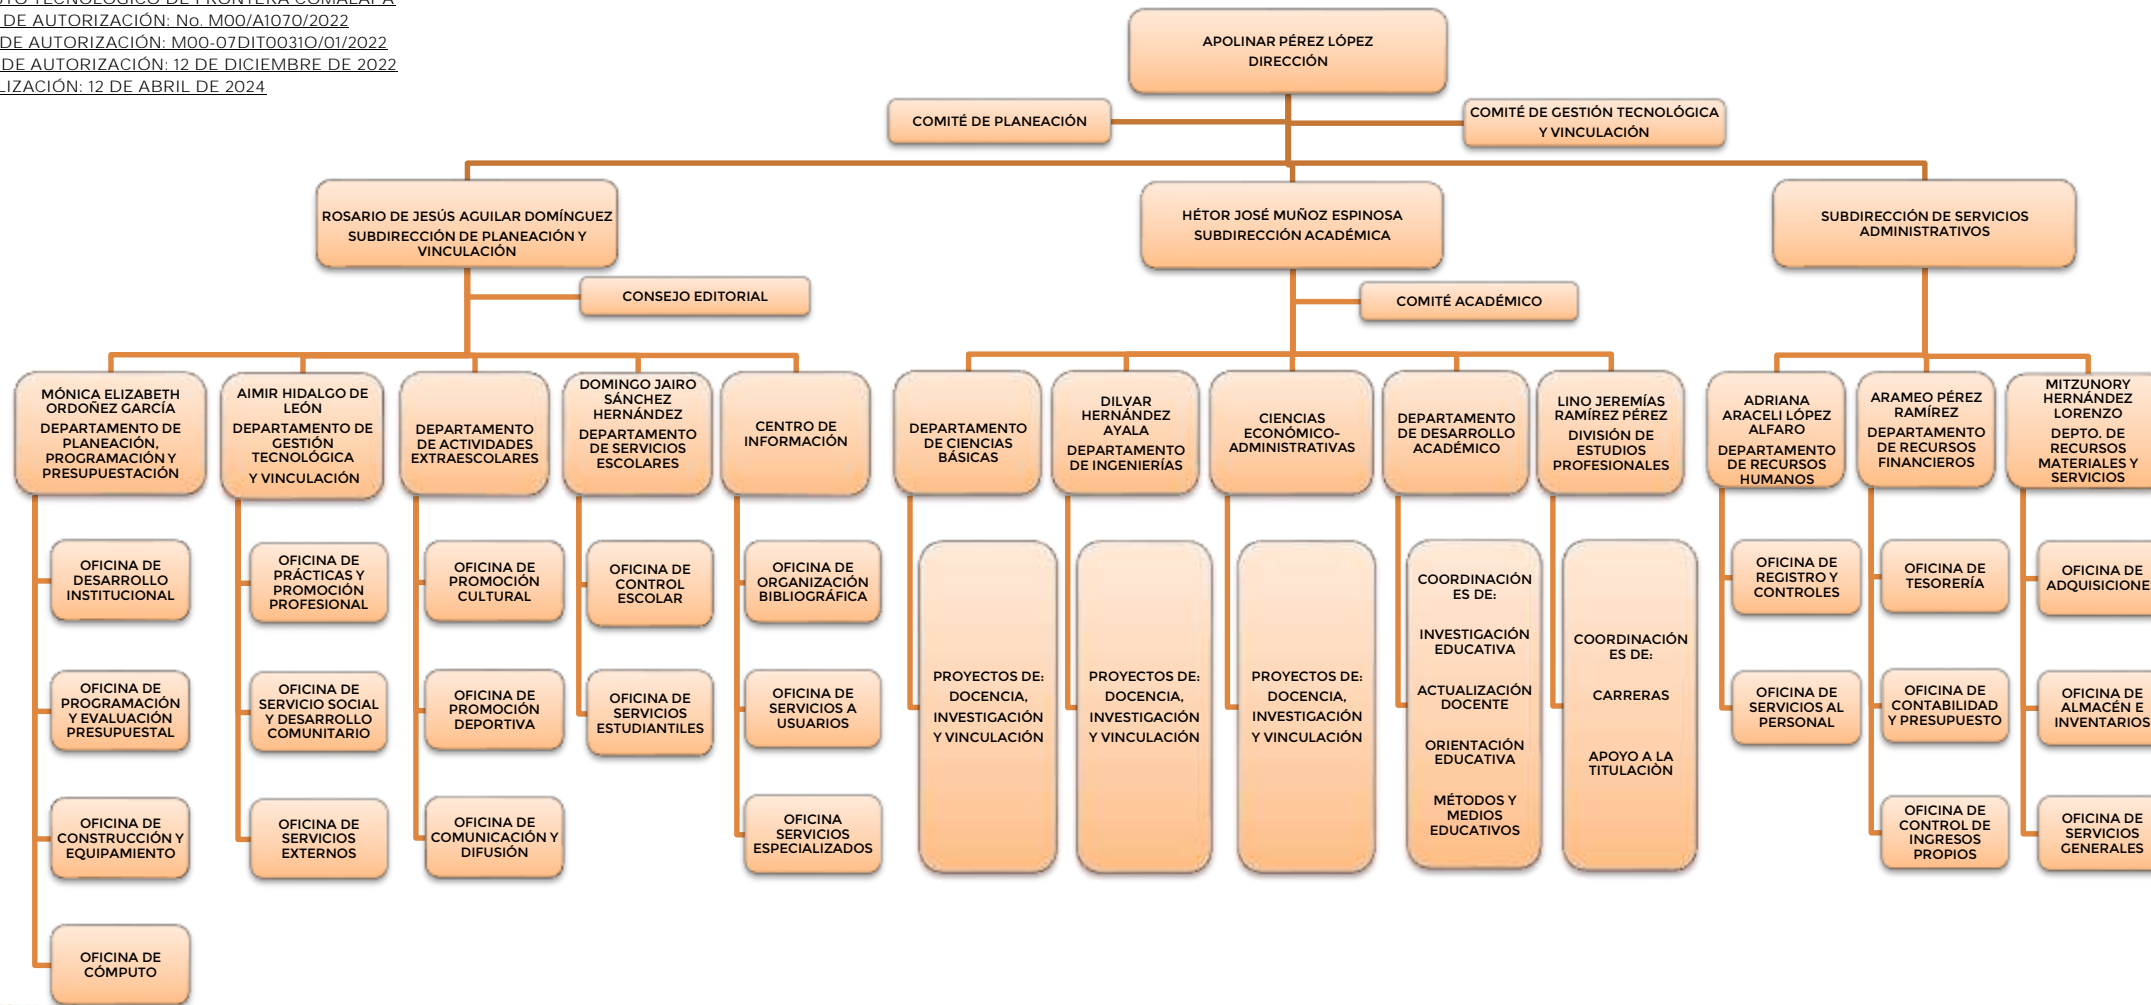 TECNOLÓGICO DE FRONTERA COMALAPA
DE AUTORIZACIÓN: No. M00/A1070/2022
DE AUTORIZACIÓN: M00-07DIT0031O/01/2022
DE AUTORIZACIÓN: 12 DE DICIEMBRE DE 2022
LIZACIÓN: 12 DE ABRIL DE 2024
APOLINAR PÉREZ LÓPEZ
DIRECCIÓN
COMITÉ DE PLANEACIÓN
COMITÉ DE GESTIÓN TECNOLÓGICA
Y VINCULACIÓN
ROSARIO DE JESÚS AGUILAR DOMÍNGUEZ
SUBDIRECCIÓN DE PLANEACIÓN Y
VINCULACIÓN
HÉTOR JOSÉ MUÑOZ ESPINOSA
SUBDIRECCIÓN ACADÉMICA
SUBDIRECCIÓN DE SERVICIOS
ADMINISTRATIVOS
CONSEJO EDITORIAL
COMITÉ ACADÉMICO
MÓNICA ELIZABETH
ORDOÑEZ GARCÍA
DEPARTAMENTO DE
PLANEACIÓN,
PROGRAMACIÓN Y
PRESUPUESTACIÓN
AIMIR HIDALGO DE
LEÓN
DEPARTAMENTO DE
GESTIÓN
TECNOLÓGICA
Y VINCULACIÓN
DEPARTAMENTO
DE ACTIVIDADES
EXTRAESCOLARES
DOMINGO JAIRO
SÁNCHEZ
HERNÁNDEZ
DEPARTAMENTO
DE SERVICIOS
ESCOLARES
CENTRO DE
INFORMACIÓN
DEPARTAMENTO
DE CIENCIAS
BÁSICAS
DILVAR
HERNÁNDEZ
AYALA
DEPARTAMENTO
DE INGENIERÍAS
CIENCIAS
ECONÓMICO-
ADMINISTRATIVAS
DEPARTAMENTO
DE DESARROLLO
ACADÉMICO
LINO JEREMÍAS
RAMÍREZ PÉREZ
DIVISIÓN DE
ESTUDIOS
PROFESIONALES
ADRIANA
ARACELI LÓPEZ
ALFARO
DEPARTAMENTO
DE RECURSOS
HUMANOS
ARAMEO PÉREZ
RAMÍREZ
DEPARTAMENTO
DE RECURSOS
FINANCIEROS
MITZUNORY
HERNÁNDEZ
LORENZO
DEPTO. DE
RECURSOS
MATERIALES Y
SERVICIOS
OFICINA DE
DESARROLLO
INSTITUCIONAL
OFICINA DE
PROGRAMACIÓN
Y EVALUACIÓN
PRESUPUESTAL
OFICINA DE
CONSTRUCCIÓN Y
EQUIPAMIENTO
OFICINA DE
CÓMPUTO
OFICINA DE
PRÁCTICAS Y
PROMOCIÓN
PROFESIONAL
OFICINA DE
SERVICIO SOCIAL
Y DESARROLLO
COMUNITARIO
OFICINA DE
SERVICIOS
EXTERNOS
OFICINA DE
PROMOCIÓN
CULTURAL
OFICINA DE
PROMOCIÓN
DEPORTIVA
OFICINA DE
COMUNICACIÓN Y
DIFUSIÓN
OFICINA DE
CONTROL
ESCOLAR
OFICINA DE
SERVICIOS
ESTUDIANTILES
OFICINA DE
ORGANIZACIÓN
BIBLIOGRÁFICA
OFICINA DE
SERVICIOS A
USUARIOS
OFICINA
SERVICIOS
ESPECIALIZADOS
PROYECTOS DE:
DOCENCIA,
INVESTIGACIÓN
Y VINCULACIÓN
PROYECTOS DE:
DOCENCIA,
INVESTIGACIÓN
Y VINCULACIÓN
PROYECTOS DE:
DOCENCIA,
INVESTIGACIÓN
Y VINCULACIÓN
COORDINACIÓN
ES DE:
INVESTIGACIÓN
EDUCATIVA
ACTUALIZACIÓN
DOCENTE
ORIENTACIÓN
EDUCATIVA
MÉTODOS Y
MEDIOS
EDUCATIVOS
COORDINACIÓN
ES DE:
CARRERAS
APOYO A LA
TITULACIÒN
OFICINA DE
REGISTRO Y
CONTROLES
OFICINA DE
SERVICIOS AL
PERSONAL
OFICINA DE
TESORERÍA
OFICINA DE
CONTABILIDAD
Y PRESUPUESTO
OFICINA DE
CONTROL DE
INGRESOS
PROPIOS
OFICINA DE
ADQUISICIONE
OFICINA DE
ALMACÉN E
INVENTARIOS
OFICINA DE
SERVICIOS
GENERALES